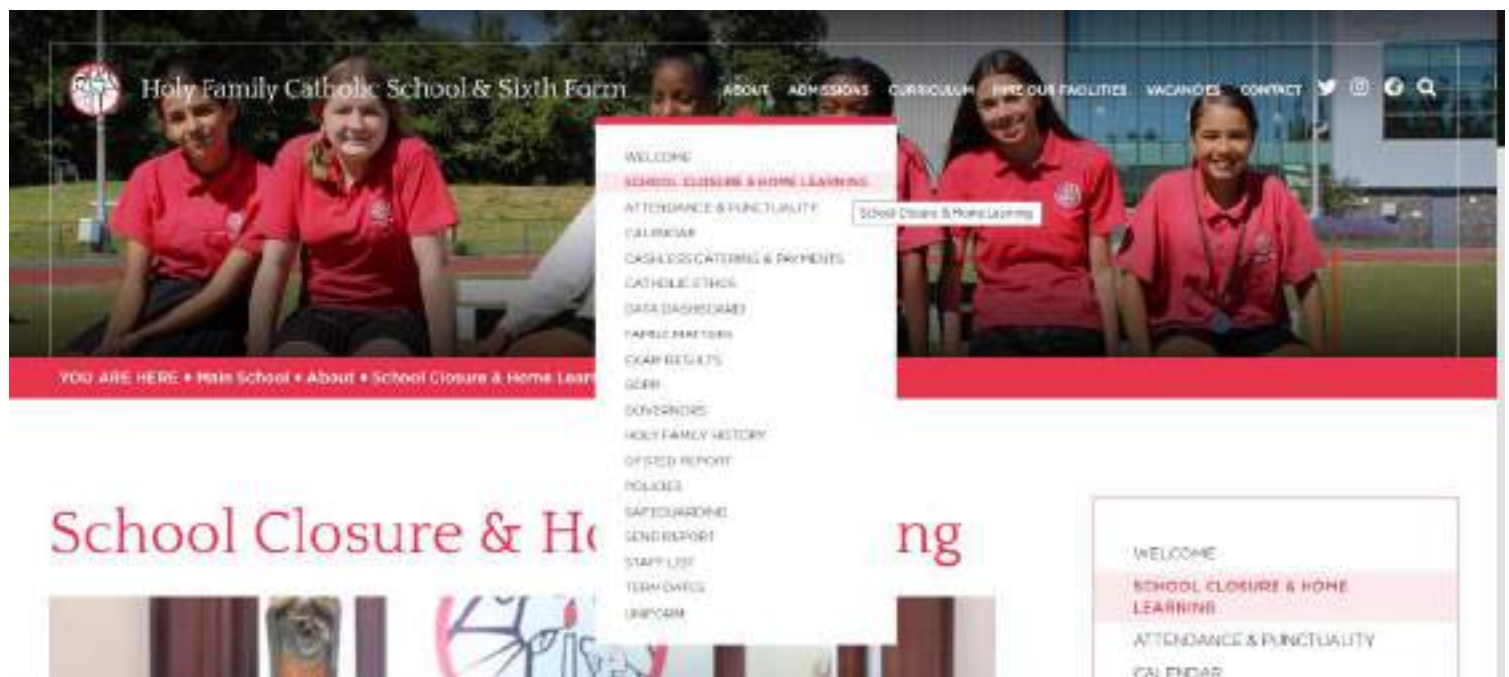 Holy Family Catholic School & Sixth Form
ABOUT ADMISSIONS CURRICULUM HIRE OUR FACILITIES VACANCIES CONTACT
WELCOME
SCHOOL CLOSURE & HOME LEARNING
ATTENDANCE & PUNCTUALITY
School Closure & Home Learning
CALENDAR
CASHLESS CATERING & PAYMENTS
CATHOLIC ETHOS
DATA DASHBOARD
FAMILY MATTERS
EXAM RESULTS
GDPR
GOVERNORS
HOLY FAMILY HISTORY
OFSTED REPORT
POLICIES
SAFEGUARDING
SEND REPORT
STAFF LIST
TERM DATES
UNIFORM
YOU ARE HERE • Main School • About • School Closure & Home Lear
School Closure & Ho ng
WELCOME
SCHOOL CLOSURE & HOME
LEARNING
ATTENDANCE & PUNCTUALITY
CALENDAR